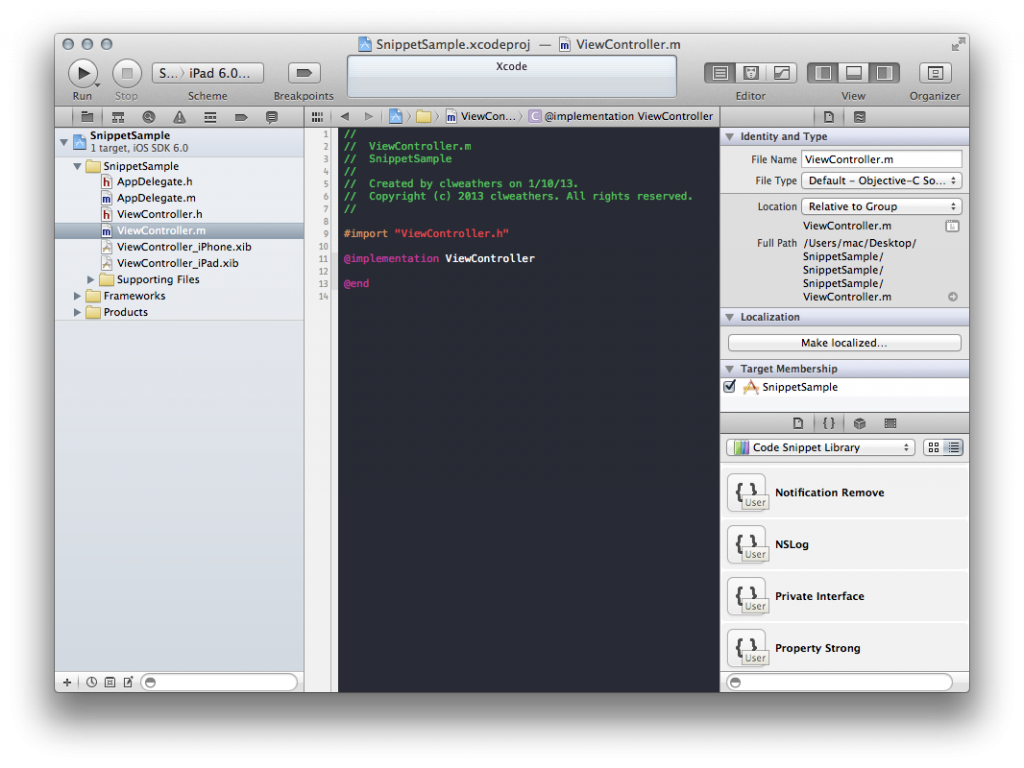 SnippetSample.xcodeproj — ViewController.m
S... iPad 6.0...
Xcode
Run
Stop
Scheme
Breakpoints
Editor
View
Organizer
ViewCon...
C @implementation ViewController
SnippetSample
1 target, iOS SDK 6.0
SnippetSample
h AppDelegate.h
m AppDelegate.m
h ViewController.h
m ViewController.m
ViewController_iPhone.xib
ViewController_iPad.xib
Supporting Files
Frameworks
Products
1 //
2 // ViewController.m
3 // SnippetSample
4 //
5 // Created by clweathers on 1/10/13.
6 // Copyright (c) 2013 clweathers. All rights reserved.
7 //
8
9 #import "ViewController.h"
10
11 @implementation ViewController
12
13 @end
14
Identity and Type
File Name ViewController.m
File Type Default - Objective-C So...
Location Relative to Group
ViewController.m
Full Path /Users/mac/Desktop/
SnippetSample/
SnippetSample/
SnippetSample/
ViewController.m
Localization
Make localized...
Target Membership
SnippetSample
{ }
Code Snippet Library
{ } User Notification Remove
{ } User NSLog
{ } User Private Interface
{ } User Property Strong